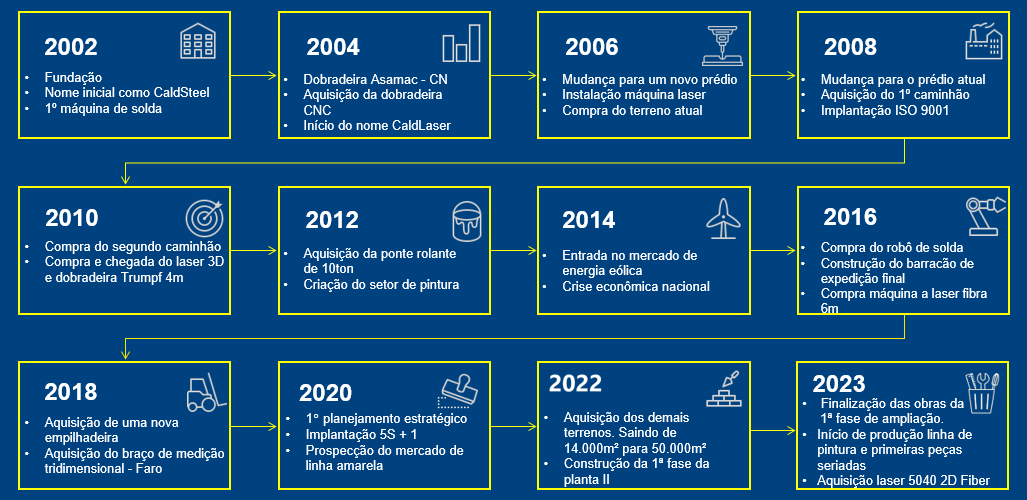 2002
• Fundação
• Nome inicial como CaldSteel
• 1º máquina de solda
2004
• Dobradeira Asamac - CN
• Aquisição da dobradeira
CNC
• Início do nome CaldLaser
2006
• Mudança para um novo prédio
• Instalação máquina laser
• Compra do terreno atual
2008
• Mudança para o prédio atual
• Aquisição do 1º caminhão
• Implantação ISO 9001
2010
• Compra do segundo caminhão
• Compra e chegada do laser 3D
e dobradeira Trumpf 4m
2012
• Aquisição da ponte rolante
de 10ton
• Criação do setor de pintura
2014
• Entrada no mercado de
energia eólica
• Crise econômica nacional
2016
• Compra do robô de solda
• Construção do barracão de
expedição final
• Compra máquina a laser fibra
6m
2018
• Aquisição de uma nova
empilhadeira
• Aquisição do braço de medição
tridimensional - Faro
2020
• 1º planejamento estratégico
• Implantação 5S + 1
• Prospecção do mercado de
linha amarela
2022
• Aquisição dos demais
terrenos. Saindo de
14.000m² para 50.000m²
• Construção da 1ª fase da
planta II
2023
• Finalização das obras da
1ª fase de ampliação.
• Início de produção linha de
pintura e primeiras peças
seriadas
• Aquisição laser 5040 2D Fiber